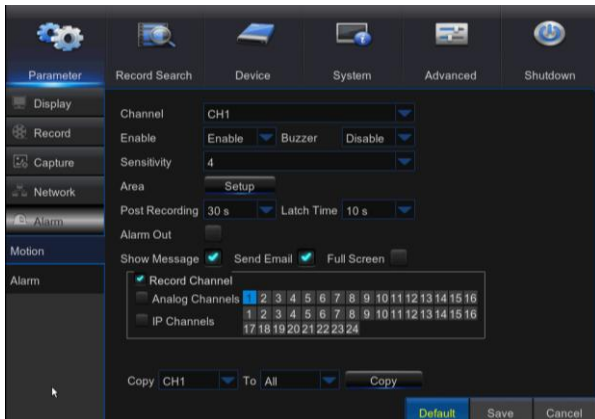 Parameter Record Search Device System Advanced Shutdown
Display
Record
Capture
Network
Alarm
Motion
Alarm
Channel CH1
Enable Enable Buzzer Disable
Sensitivity 4
Area Setup
Post Recording 30 s Latch Time 10 s
Alarm Out
Show Message Send Email Full Screen
Record Channel
Analog Channels 1 2 3 4 5 6 7 8 9 10 11 12 13 14 15 16
IP Channels 1 2 3 4 5 6 7 8 9 10 11 12 13 14 15 16
17 18 19 20 21 22 23 24
Copy CH1 To All Copy
Default Save Cancel